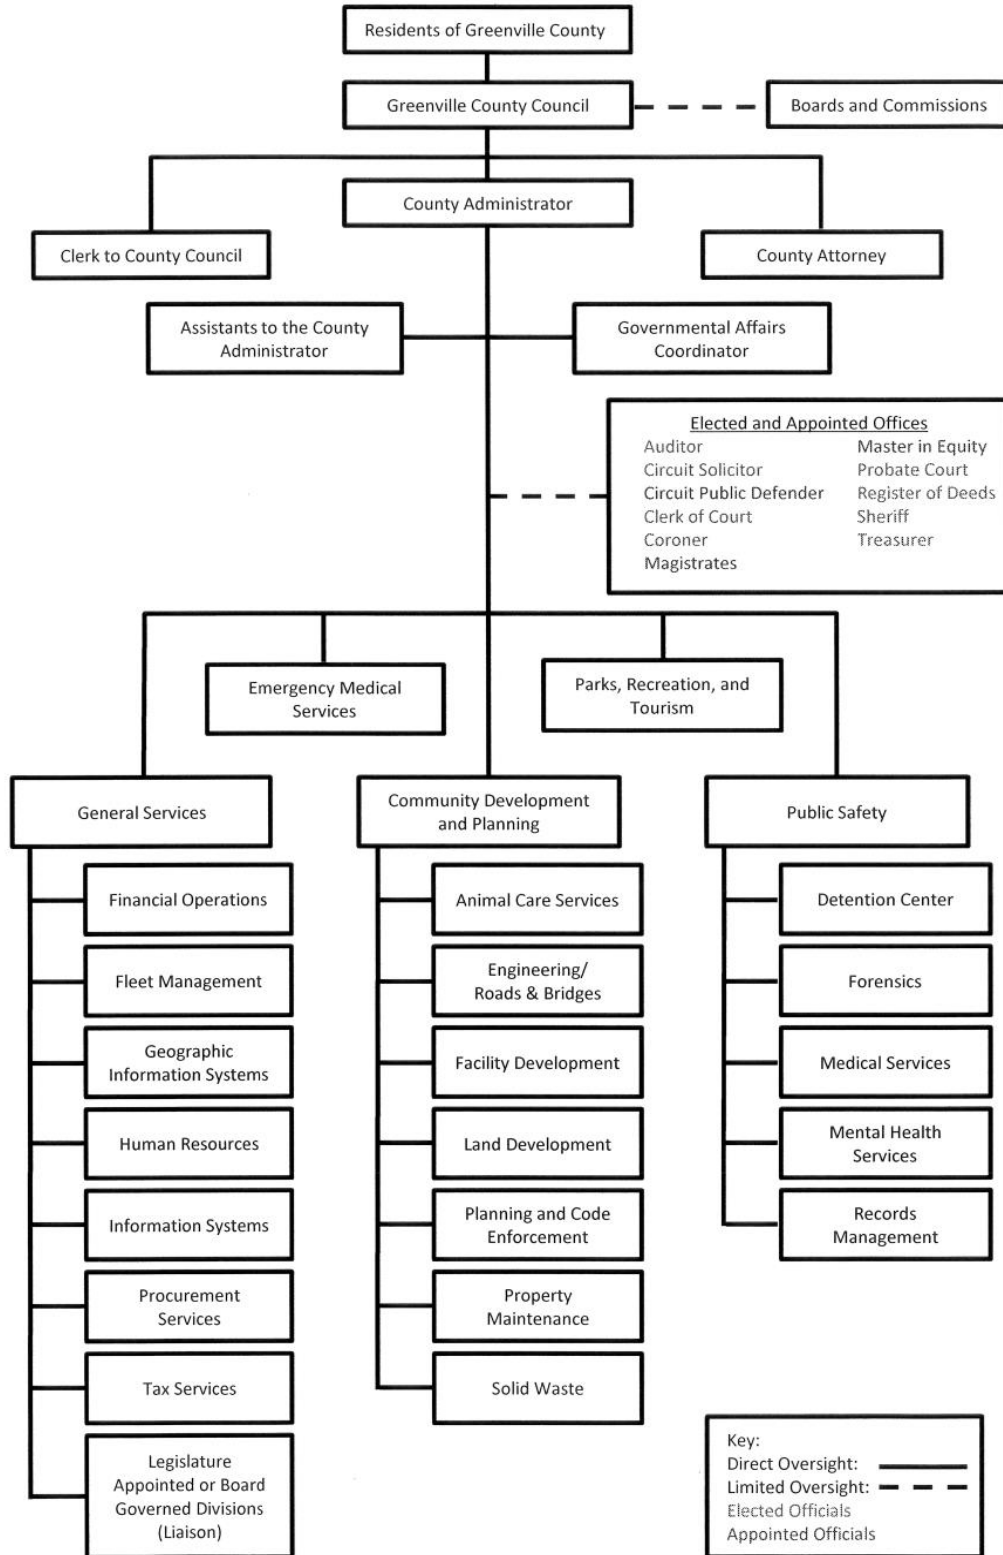 Residents of Greenville County
Greenville County Council
Boards and Commissions
County Administrator
Clerk to County Council
County Attorney
Assistants to the County
Administrator
Governmental Affairs
Coordinator
Elected and Appointed Offices
Auditor
Circuit Solicitor
Circuit Public Defender
Clerk of Court
Coroner
Magistrates
Master in Equity
Probate Court
Register of Deeds
Sheriff
Treasurer
Emergency Medical
Services
Parks, Recreation, and
Tourism
General Services
Financial Operations
Fleet Management
Geographic
Information Systems
Human Resources
Information Systems
Procurement
Services
Tax Services
Legislature
Appointed or Board
Governed Divisions
(Liaison)
Community Development
and Planning
Animal Care Services
Engineering/
Roads & Bridges
Facility Development
Land Development
Planning and Code
Enforcement
Property
Maintenance
Solid Waste
Public Safety
Detention Center
Forensics
Medical Services
Mental Health
Services
Records
Management
Key:
Direct Oversight:
Limited Oversight:
Elected Officials
Appointed Officials